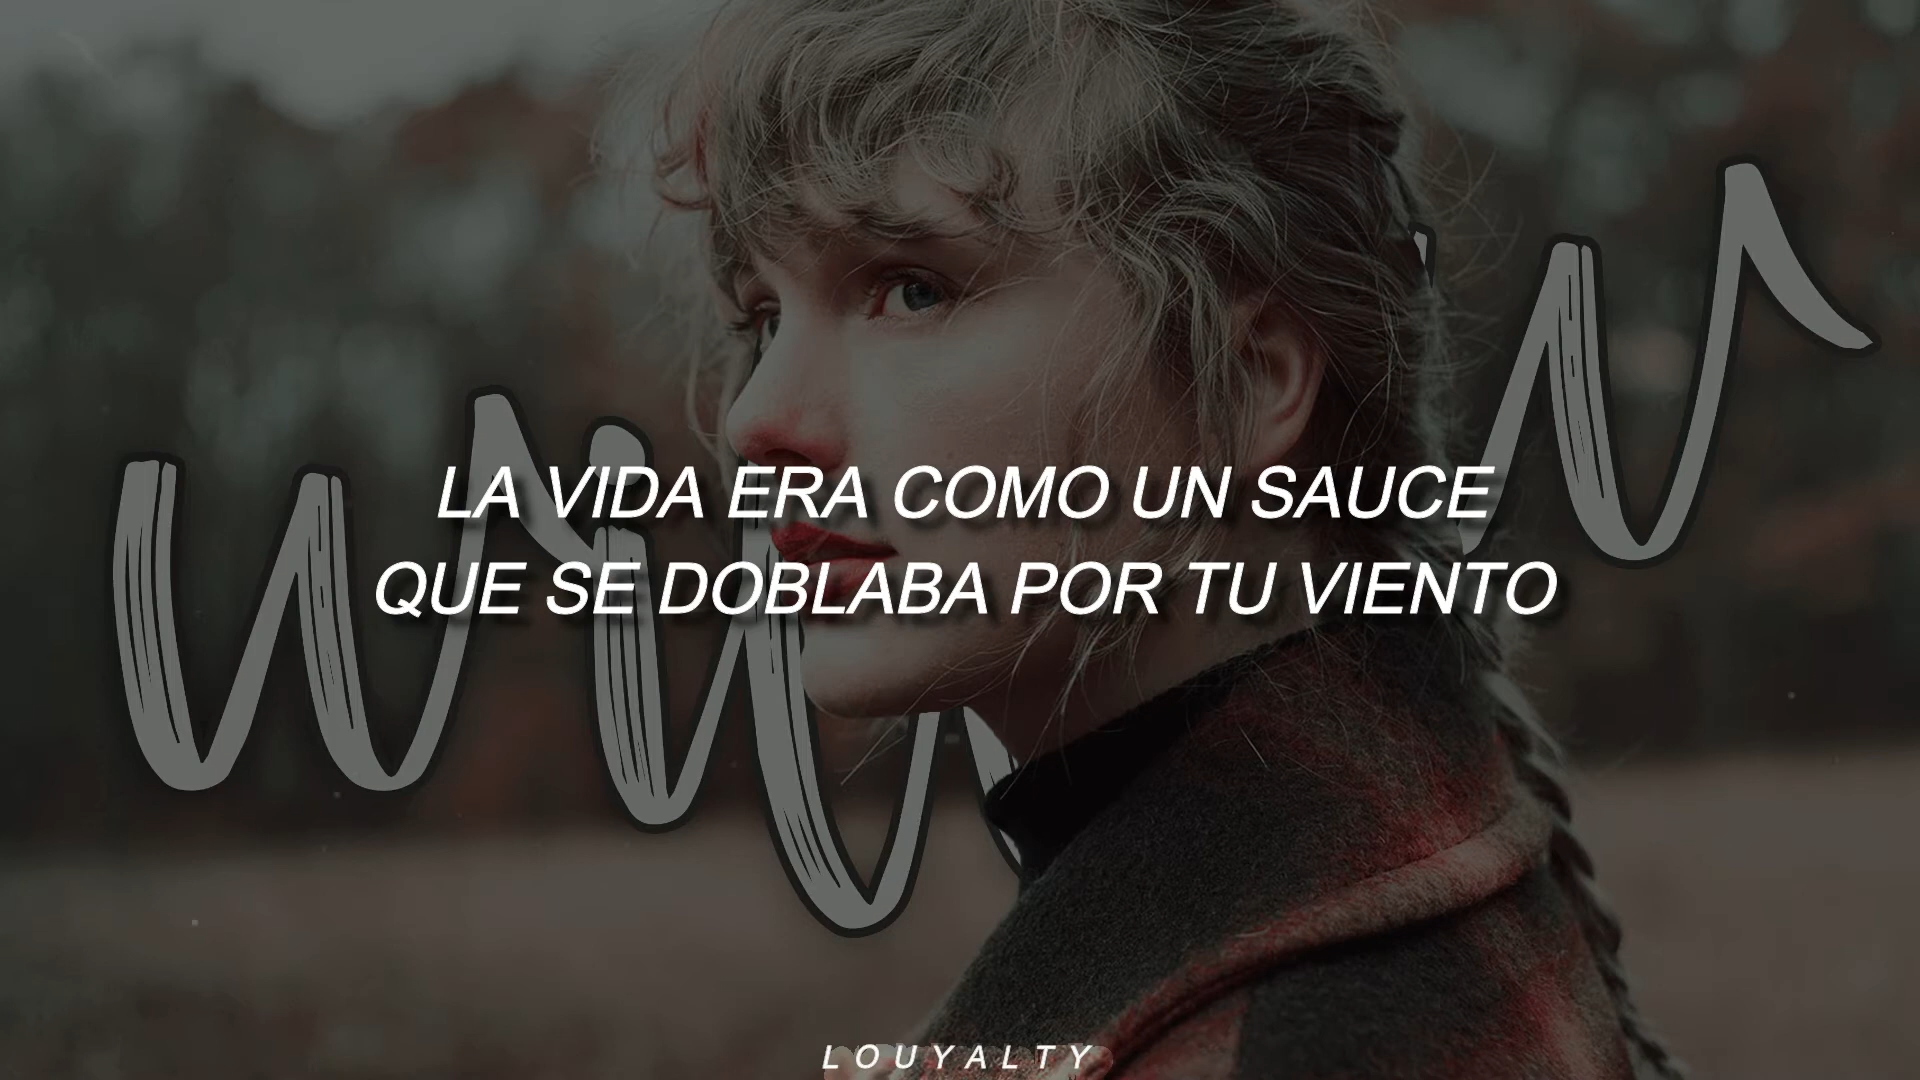 LA VIDA ERA COMO UN SAUCE
QUE SE DOBLABA POR TU VIENTO
LOUYALTY